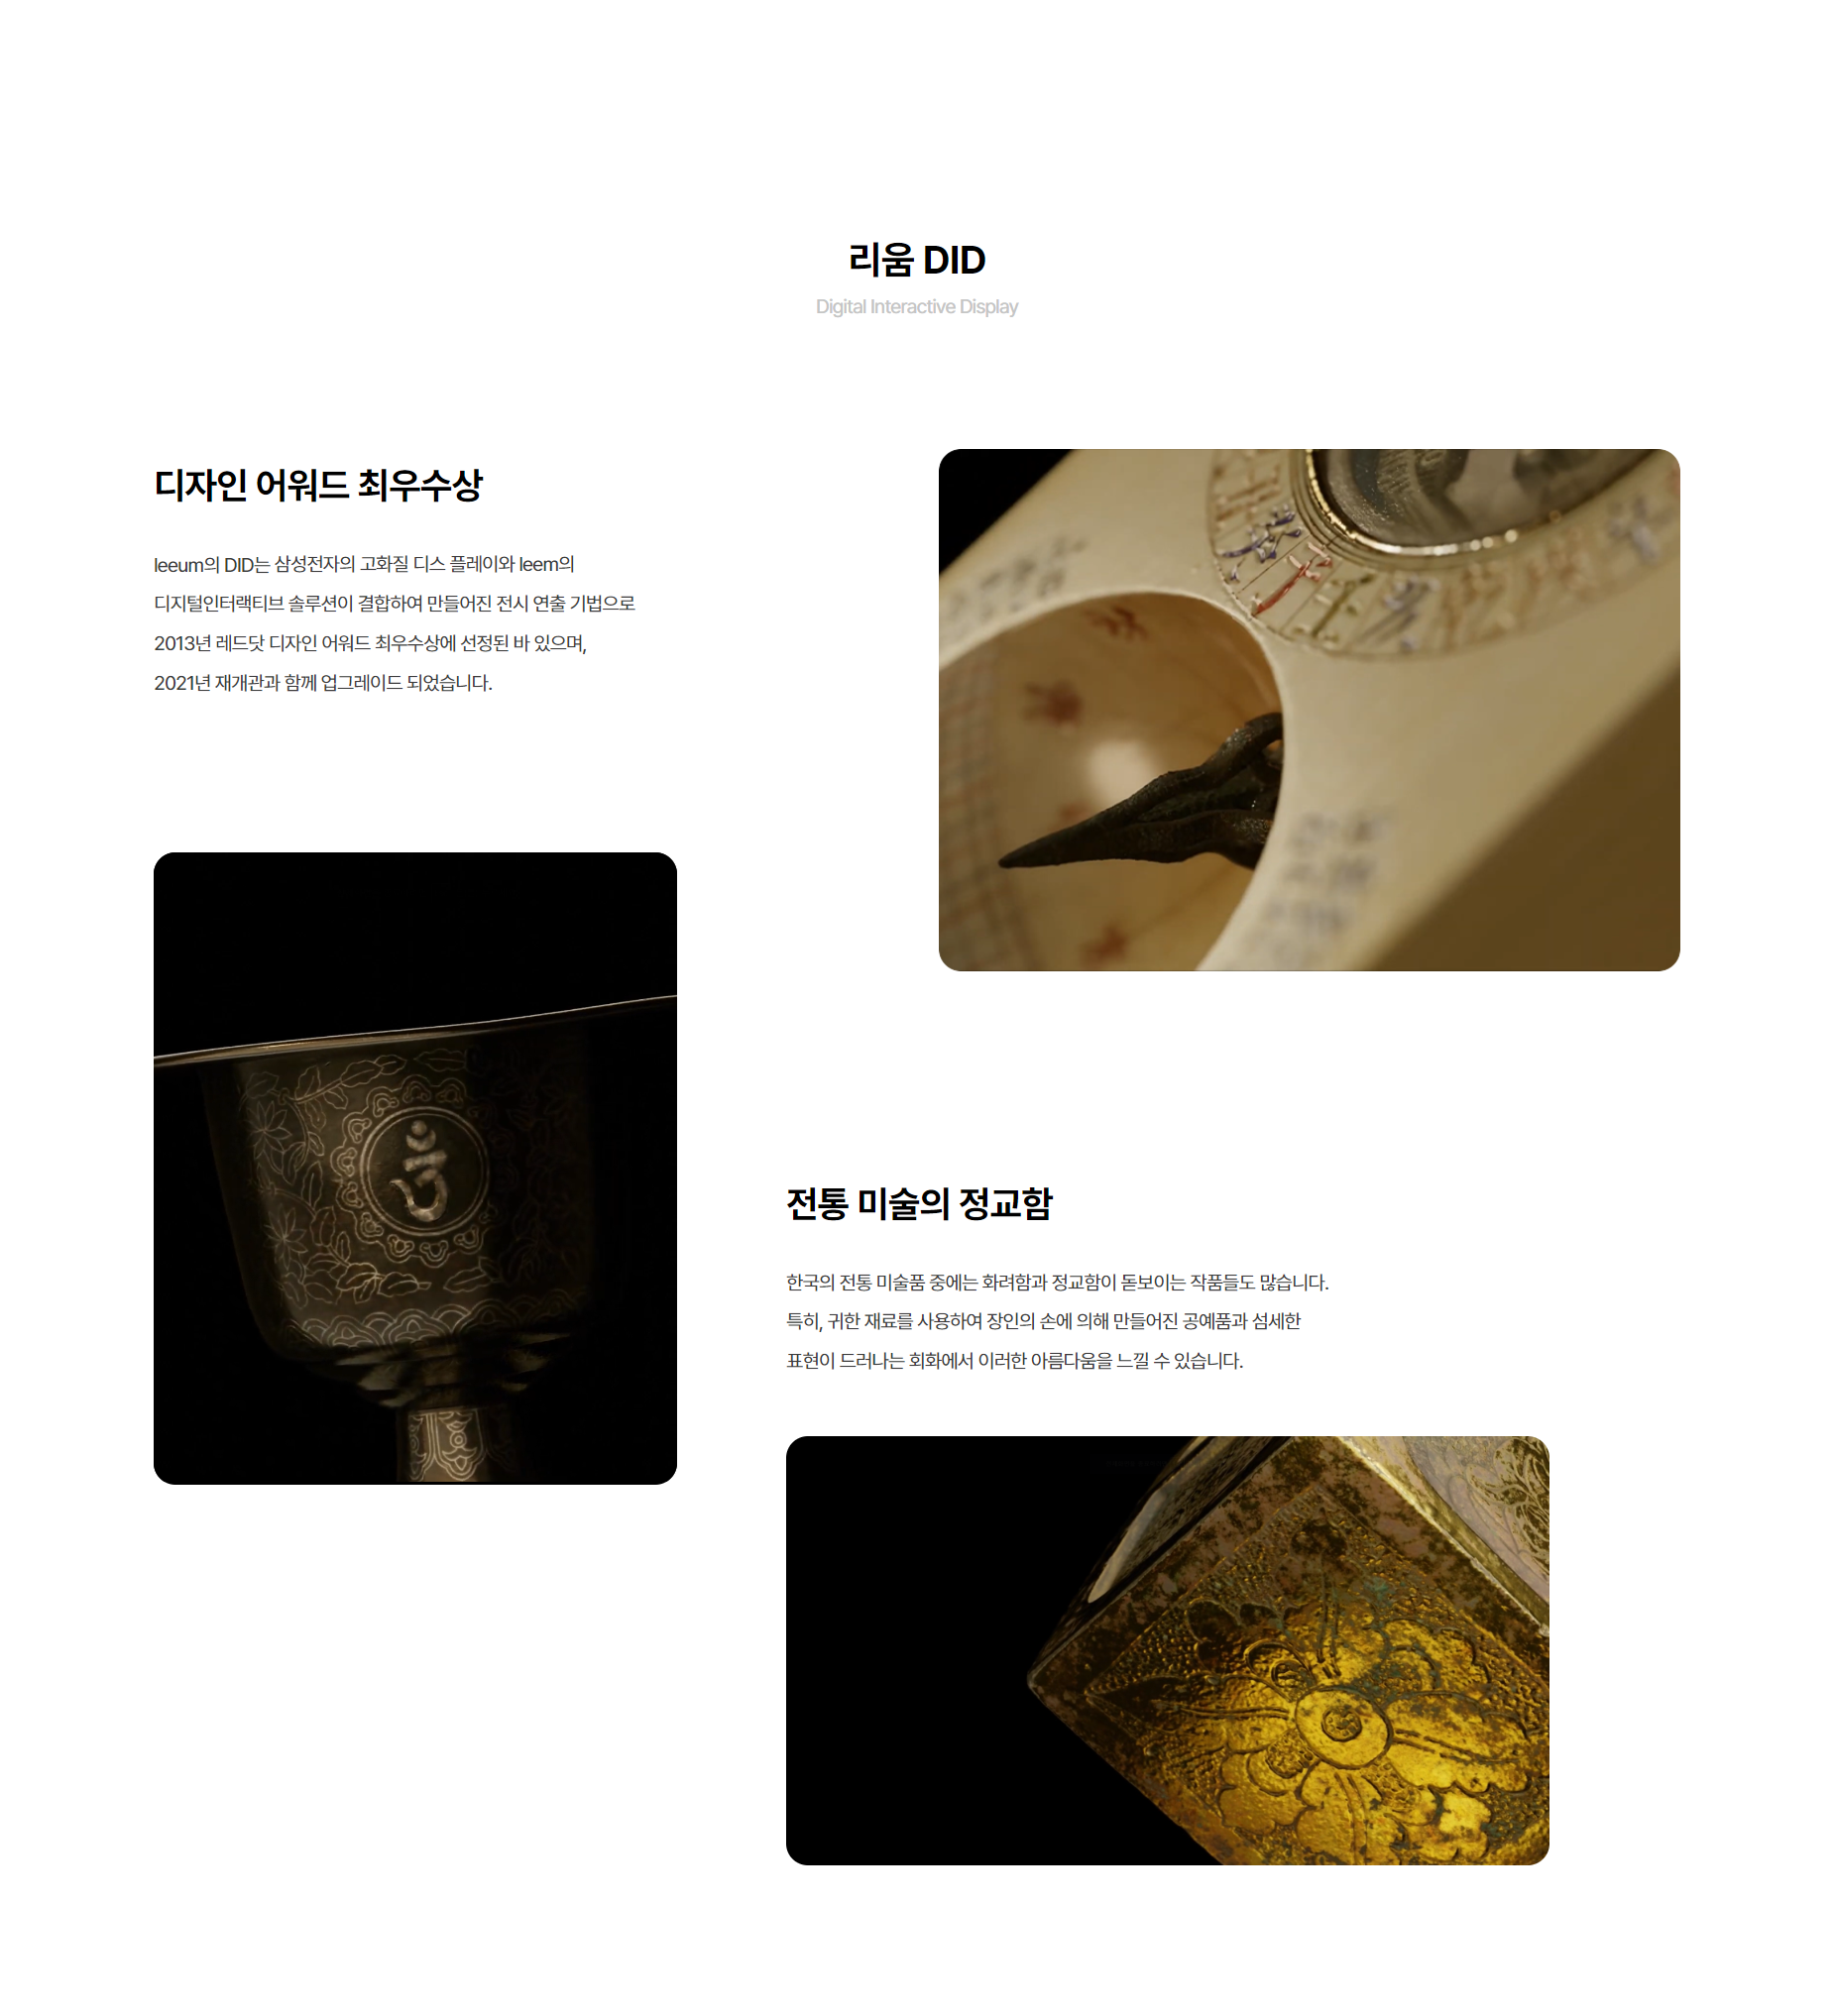 리움 DID
Digital Interactive Display
디자인 어워드 최우수상
leeum의 DID는 삼성전자의 고화질 디스 플레이와 leem의
디지털인터랙티브 솔루션이 결합하여 만들어진 전시 연출 기법으로
2013년 레드닷 디자인 어워드 최우수상에 선정된 바 있으며,
2021년 재개관과 함께 업그레이드 되었습니다.
전통 미술의 정교함
한국의 전통 미술품 중에는 화려함과 정교함이 돋보이는 작품들도 많습니다.
특히, 귀한 재료를 사용하여 장인의 손에 의해 만들어진 공예품과 섬세한
표현이 드러나는 회화에서 이러한 아름다움을 느낄 수 있습니다.